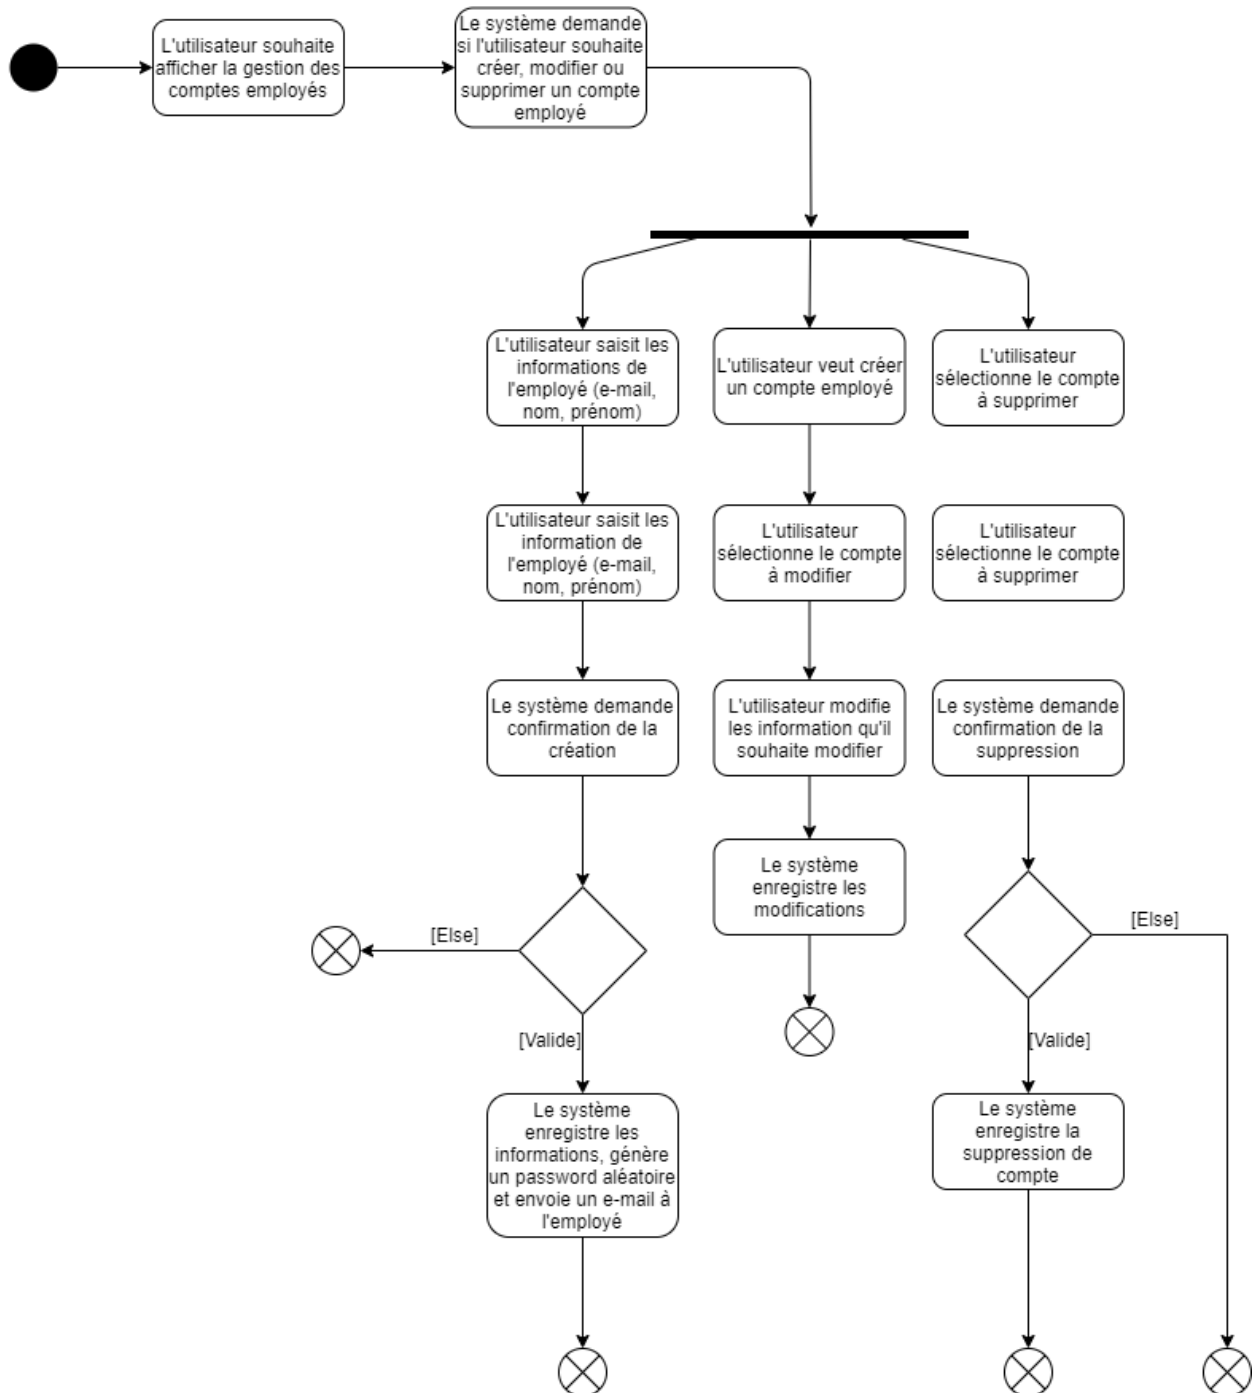 L'utilisateur souhaite
afficher la gestion des
comptes employés
Le système demande
si l'utilisateur souhaite
créer, modifier ou
supprimer un compte
employé
L'utilisateur saisit les
informations de
l'employé (e-mail,
nom, prénom)
L'utilisateur veut créer
un compte employé
L'utilisateur
sélectionne le compte
à supprimer
L'utilisateur saisit les
information de
l'employé (e-mail,
nom, prénom)
L'utilisateur
sélectionne le compte
à modifier
L'utilisateur
sélectionne le compte
à supprimer
Le système demande
confirmation de la
création
L'utilisateur modifie
les information qu'il
souhaite modifier
Le système demande
confirmation de la
suppression
Le système
enregistre les
modifications
[Else]
[Else]
[Valide]
[Valide]
Le système
enregistre les
informations, génère
un password aléatoire
et envoie un e-mail à
l'employé
Le système
enregistre la
suppression de
compte